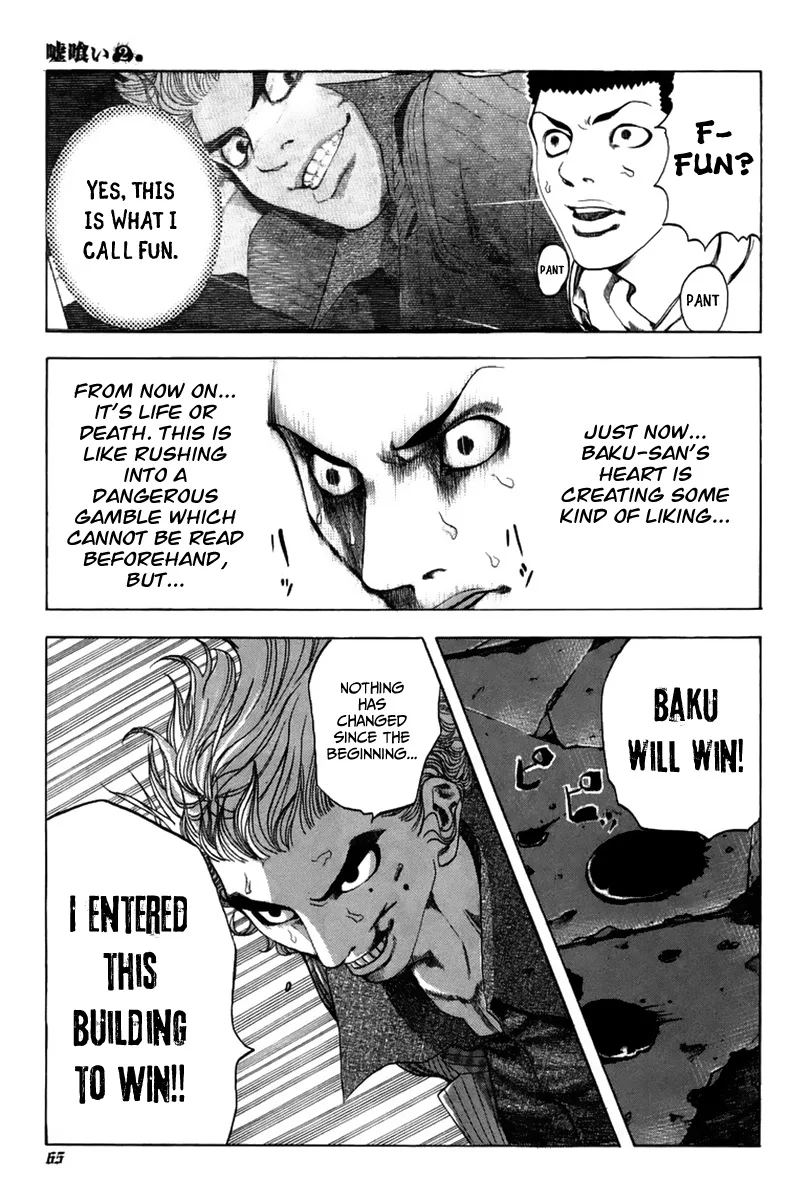 嘘喰い2.
F-
FUN?
PANT
PANT
YES, THIS
IS WHAT I
CALL FUN.
JUST NOW...
BAKU-SAN'S
HEART IS
CREATING SOME
KIND OF LIKING...
FROM NOW ON...
IT'S LIFE OR
DEATH. THIS IS
LIKE RUSHING
INTO A
DANGEROUS
GAMBLE WHICH
CANNOT BE READ
BEFOREHAND,
BUT...
BAKU
WILL WIN!
NOTHING
HAS
CHANGED
SINCE THE
BEGINNING...
I ENTERED
THIS
BUILDING
TO WIN!!
65